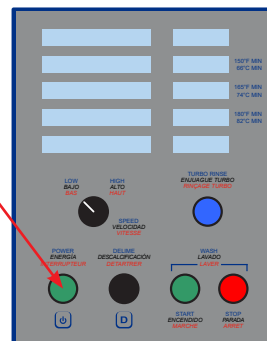 150°F MIN
66°C MIN
165°F MIN
74°C MIN
180°F MIN
82°C MIN
LOW
BAJO
BAS
HIGH
ALTO
HAUT
TURBO RINSE
ENJUAGUE TURBO
RINÇAGE TURBO
SPEED
VELOCIDAD
VITESSE
POWER
ENERGÍA
INTERRUPTEUR
DELIME
DESCALCIFICACIÓN
DÉTARTRER
WASH
LAVADO
LAVER
D
START
ENCENDIDO
MARCHE
STOP
PARADA
ARRET